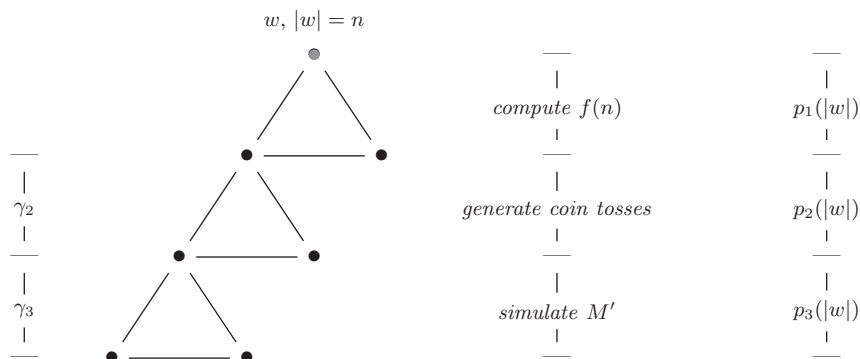 w, |w| = n
compute f(n) p₁(|w|)
γ₂ generate coin tosses p₂(|w|)
γ₃ simulate M′ p₃(|w|)